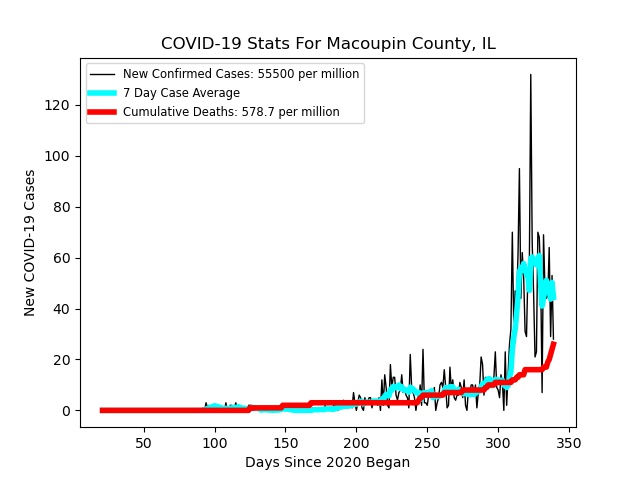 COVID-19 Stats For Macoupin County, IL
New Confirmed Cases: 55500 per million
7 Day Case Average
Cumulative Deaths: 578.7 per million
New COVID-19 Cases
120
100
80
60
40
20
0
50 100 150 200 250 300 350
Days Since 2020 Began